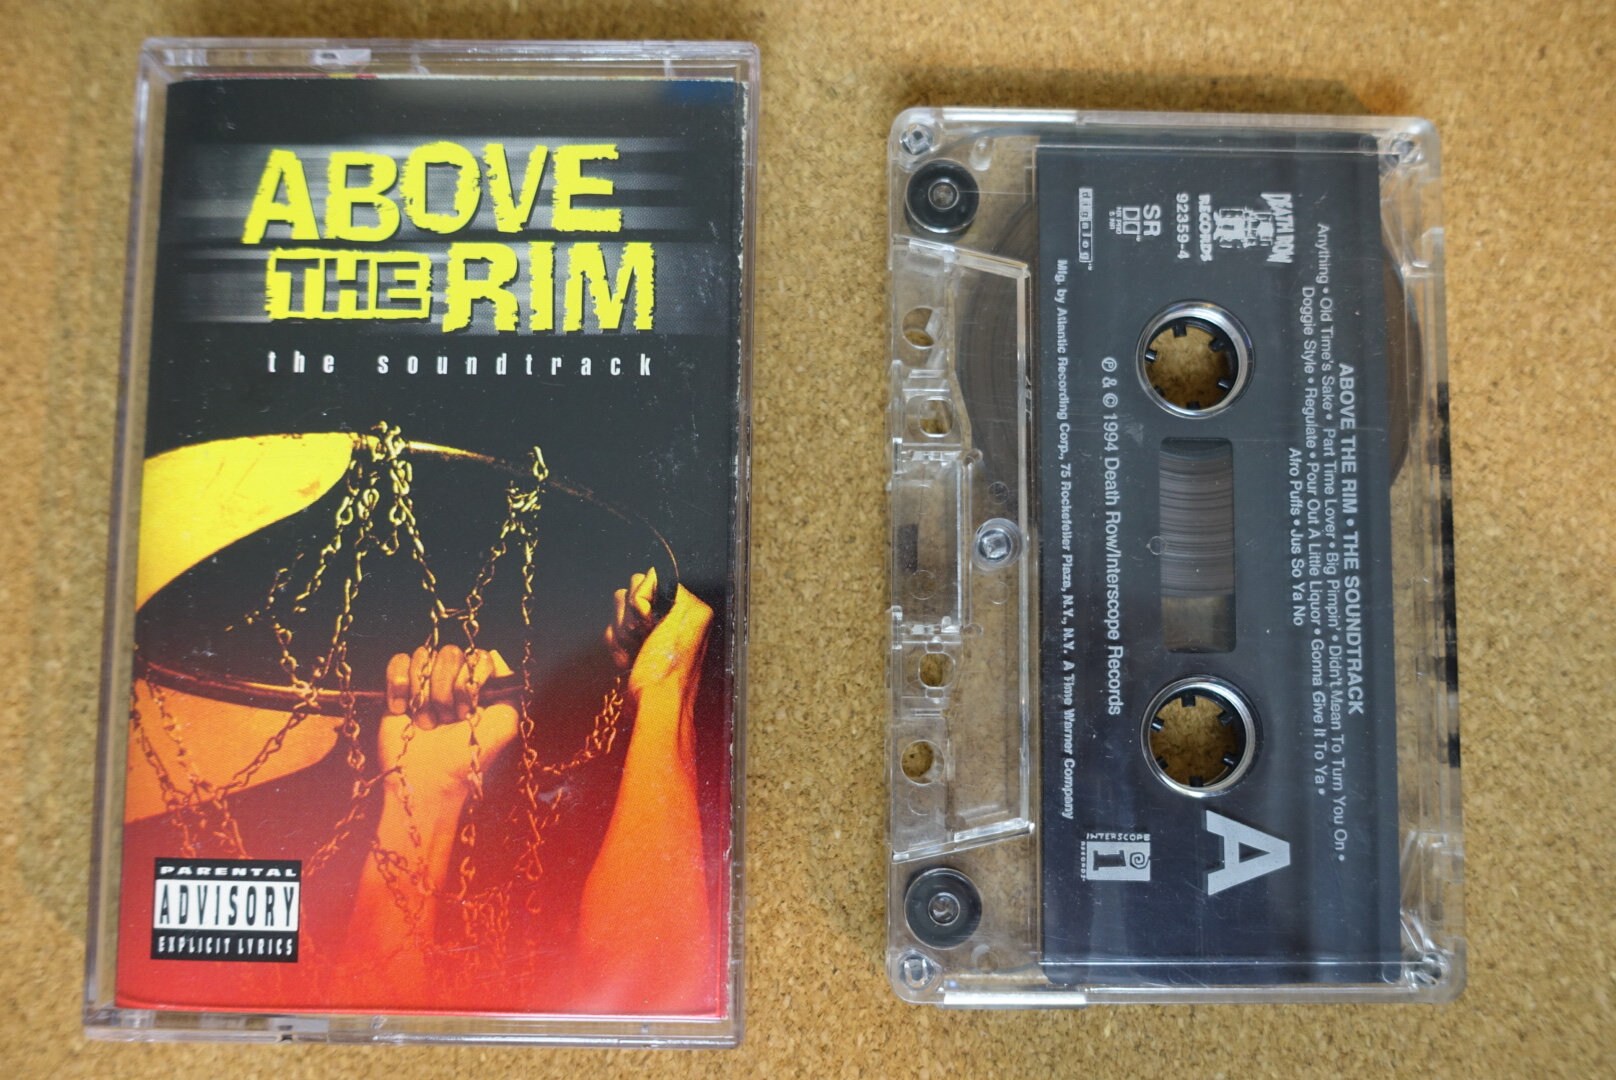 ABOVE
THE RIM
the soundtrack
PARENTAL
ADVISORY
EXPLICIT LYRICS
ABOVE THE RIM • THE SOUNDTRACK
Anything • Old Time's Sake • Part Time Lover • Big Pimpin' • Didn't Mean To Turn You On •
Doggie Style • Regulate • Pour Out A Little Liquor • Gonna Give It To Ya •
Afro Puffs • Jus So Ya No
DEATH ROW
RECORDS
92359-4
SR
digalog™
A
INTERSCOPE
RECORDS
℗ & © 1994 Death Row/Interscope Records
Mfg. by Atlantic Recording Corp., 75 Rockefeller Plaza, N.Y., N.Y. A Time Warner Company